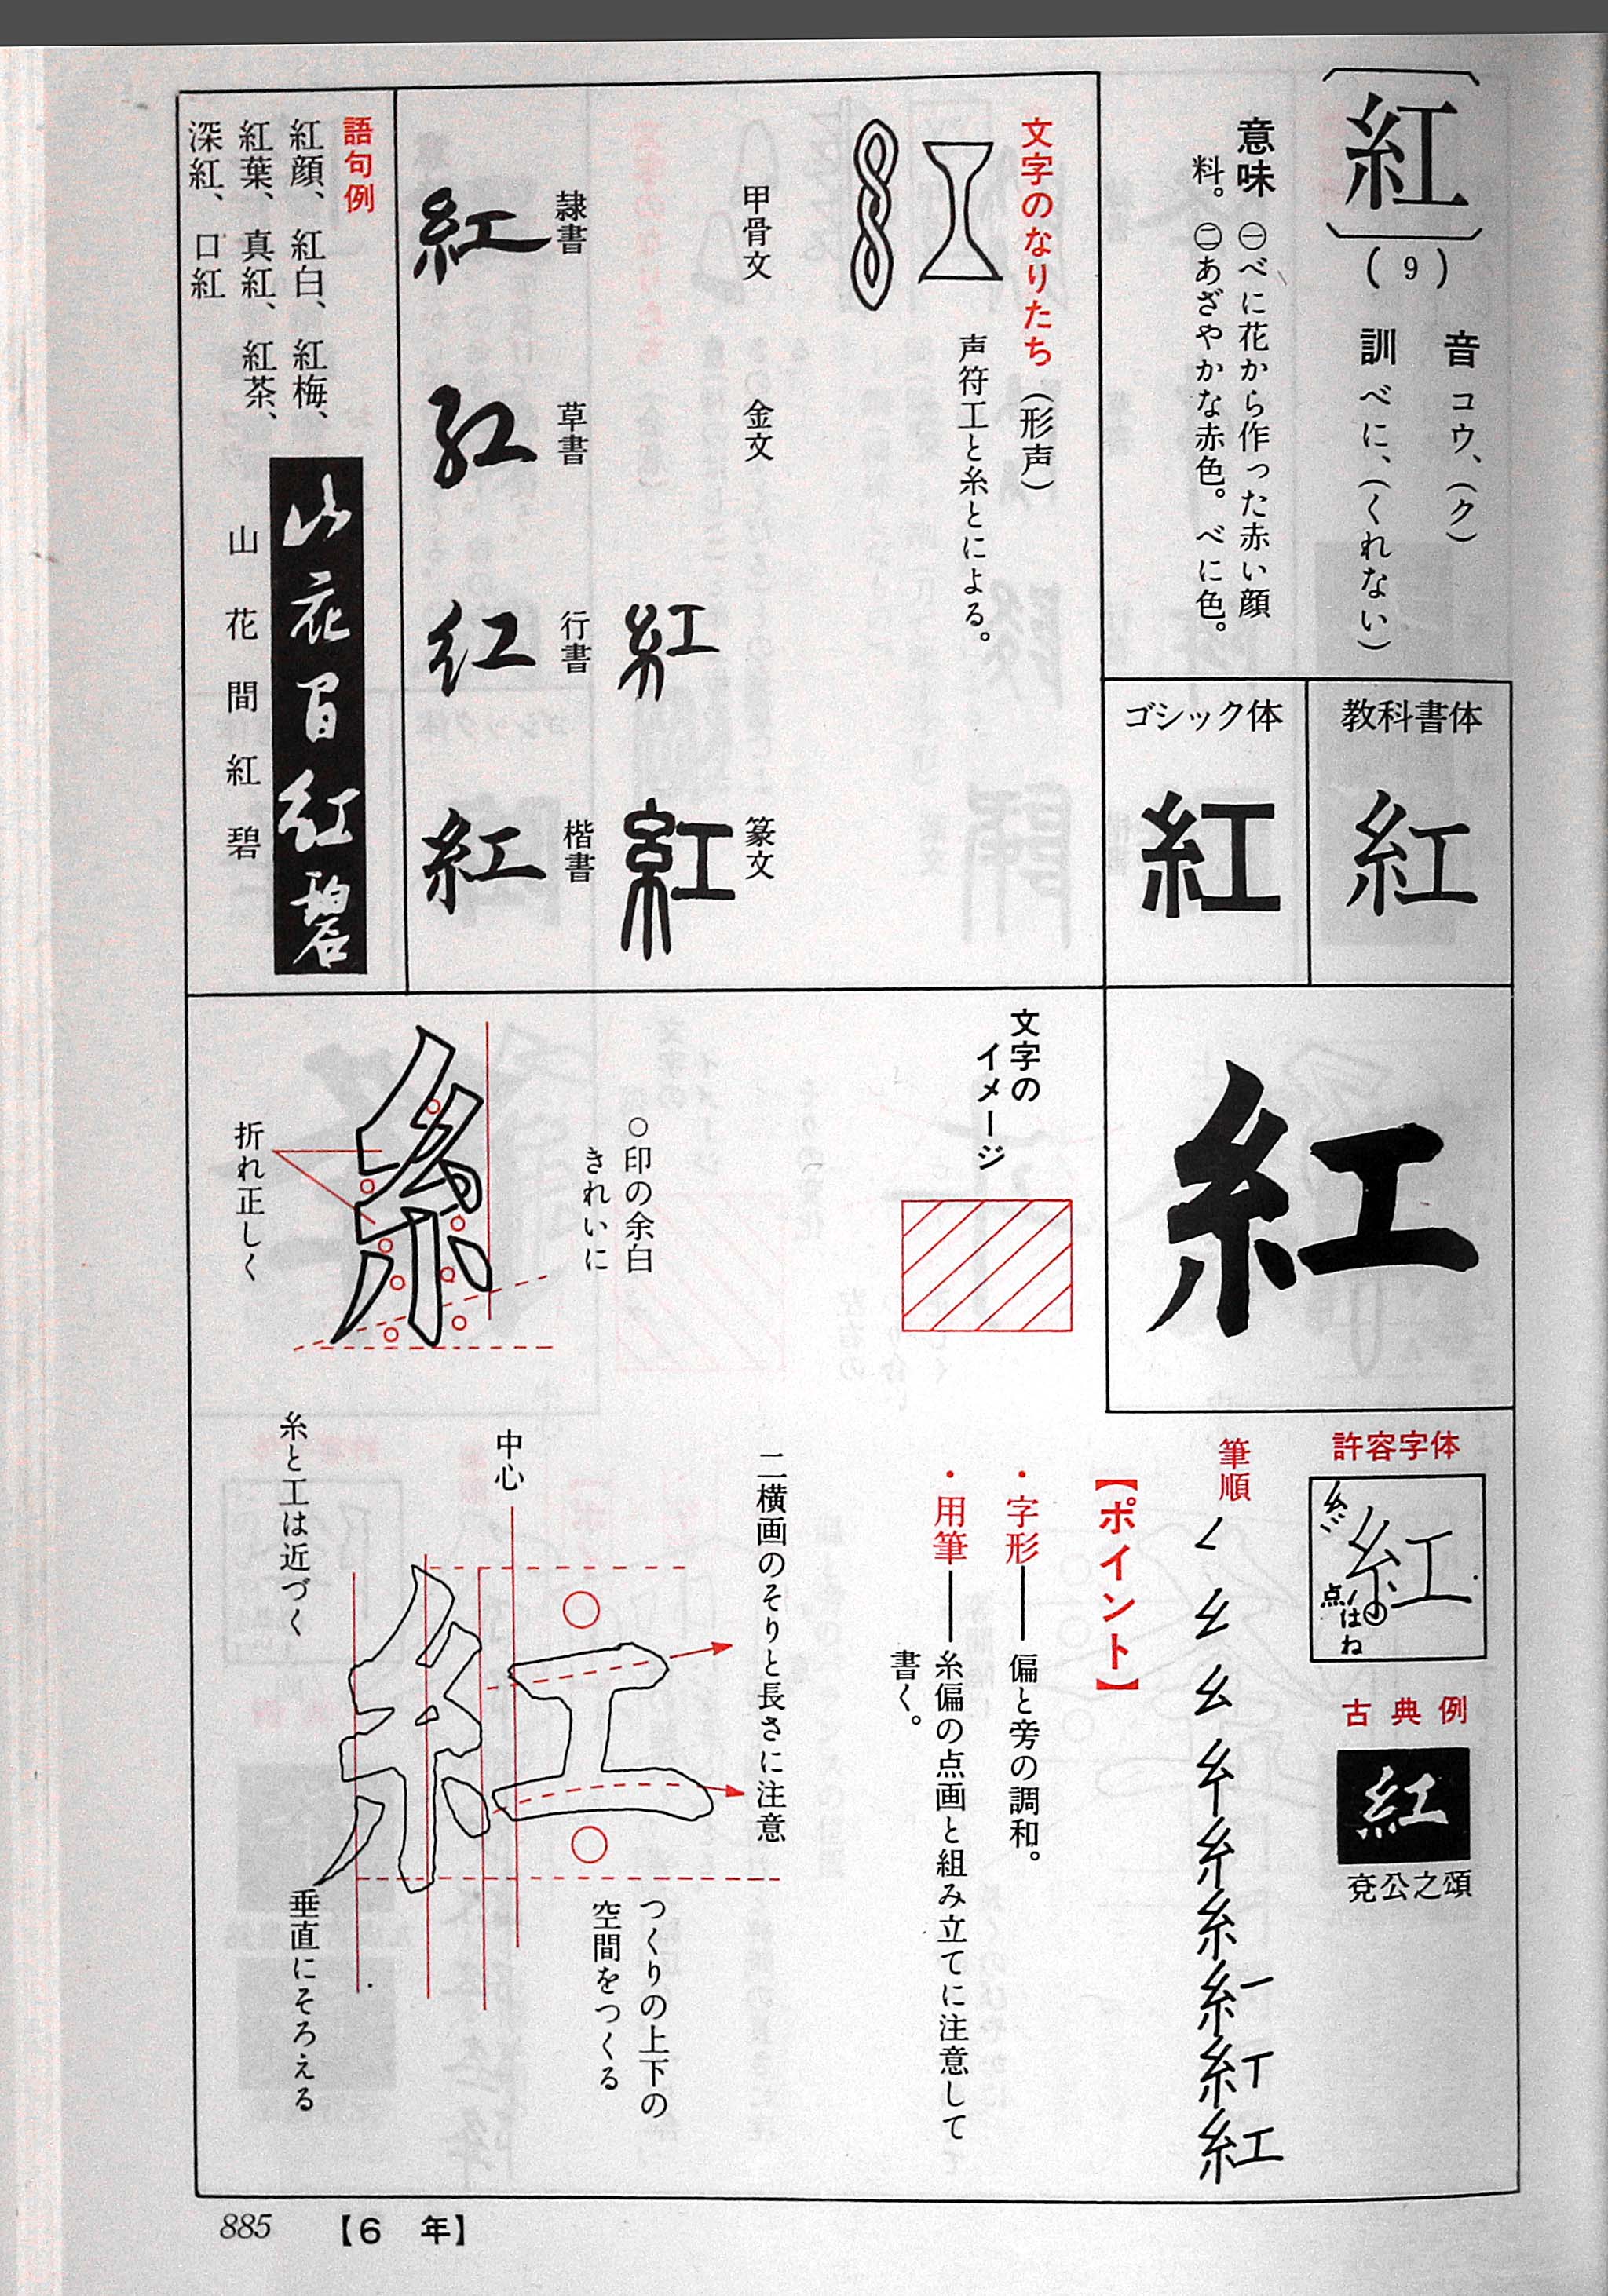 紅
(9)
音 コウ、(ク)
訓 べに、(くれない)
意味 ㊀べに花から作った赤い顔
料。㊁あざやかな赤色。べに色。
教科書体
紅
ゴシック体
紅
文字のなりたち(形声)
声符工と糸とによる。
甲骨文
金文
紅
篆文
紅
隷書
紅
草書
紅
行書
紅
楷書
紅
語句例
紅顔、紅白、紅梅、
紅葉、真紅、紅茶、
深紅、口紅
山花間紅碧
山花間紅碧
紅
許容字体
紅
糸
点はね
古典例
紅
兗公之頌
筆順
【ポイント】
・字形――偏と旁の調和。
・用筆――糸偏の点画と組み立てに注意して
書く。
文字の
イメージ
○印の余白
きれいに
折れ正しく
二横画のそりと長さに注意
中心
糸と工は近づく
つくりの上下の
空間をつくる
垂直にそろえる
885
【6 年】